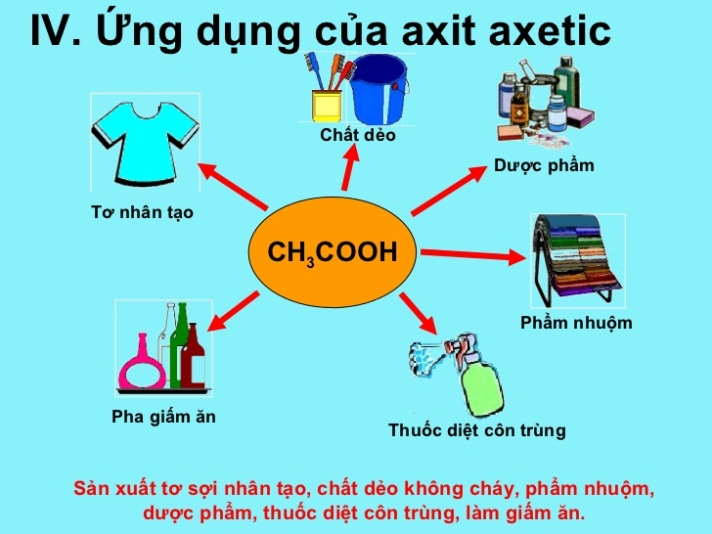 IV. Ứng dụng của axit axetic
Chất dẻo
Dược phẩm
Tơ nhân tạo
CH₃COOH
Phẩm nhuộm
Pha giấm ăn
Thuốc diệt côn trùng
Sản xuất tơ sợi nhân tạo, chất dẻo không cháy, phẩm nhuộm,
dược phẩm, thuốc diệt côn trùng, làm giấm ăn.